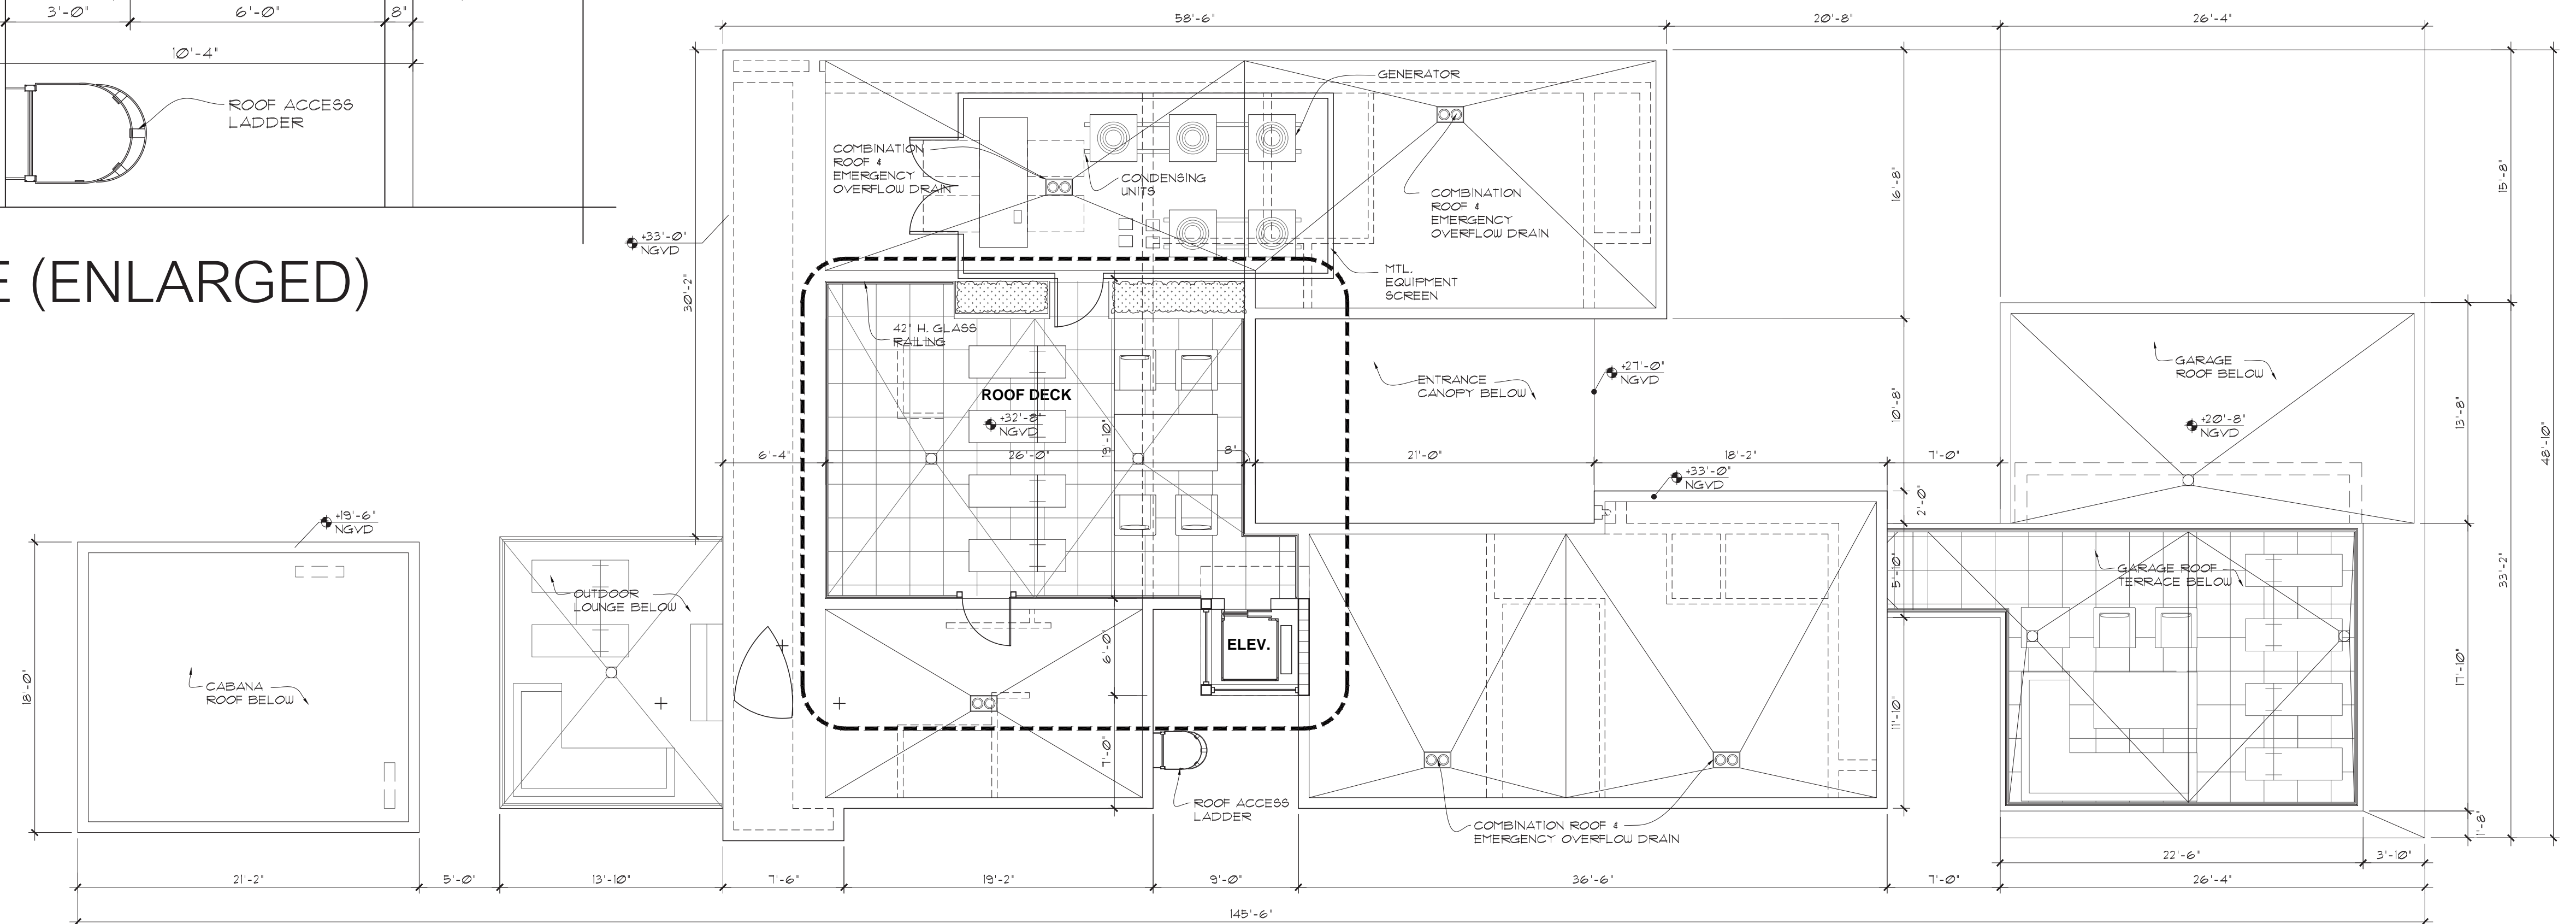 3'-0"
6'-0"
8"
10'-4"
ROOF ACCESS
LADDER
E (ENLARGED)
58'-6"
20'-8"
26'-4"
GENERATOR
COMBINATION
ROOF &
EMERGENCY
OVERFLOW DRAIN
CONDENSING
UNITS
COMBINATION
ROOF &
EMERGENCY
OVERFLOW DRAIN
MTL.
EQUIPMENT
SCREEN
+33'-0"
NGVD
30'-2"
16'-8"
15'-8"
42" H. GLASS
RAILING
ROOF DECK
+32'-8"
NGVD
19'-10"
6'-4"
26'-0"
8"
ENTRANCE
CANOPY BELOW
+27'-0"
NGVD
21'-0"
18'-2"
7'-0"
+33'-0"
NGVD
10'-8"
2'-0"
GARAGE
ROOF BELOW
+20'-8"
NGVD
13'-8"
48'-10"
33'-2"
+19'-6"
NGVD
18'-0"
CABANA
ROOF BELOW
OUTDOOR
LOUNGE BELOW
ELEV.
6'-0"
7'-0"
5'-10"
11'-10"
GARAGE ROOF
TERRACE BELOW
17'-10"
1'-8"
ROOF ACCESS
LADDER
COMBINATION ROOF &
EMERGENCY OVERFLOW DRAIN
22'-6"
3'-10"
21'-2"
5'-0"
13'-10"
7'-6"
19'-2"
9'-0"
36'-6"
7'-0"
26'-4"
145'-6"